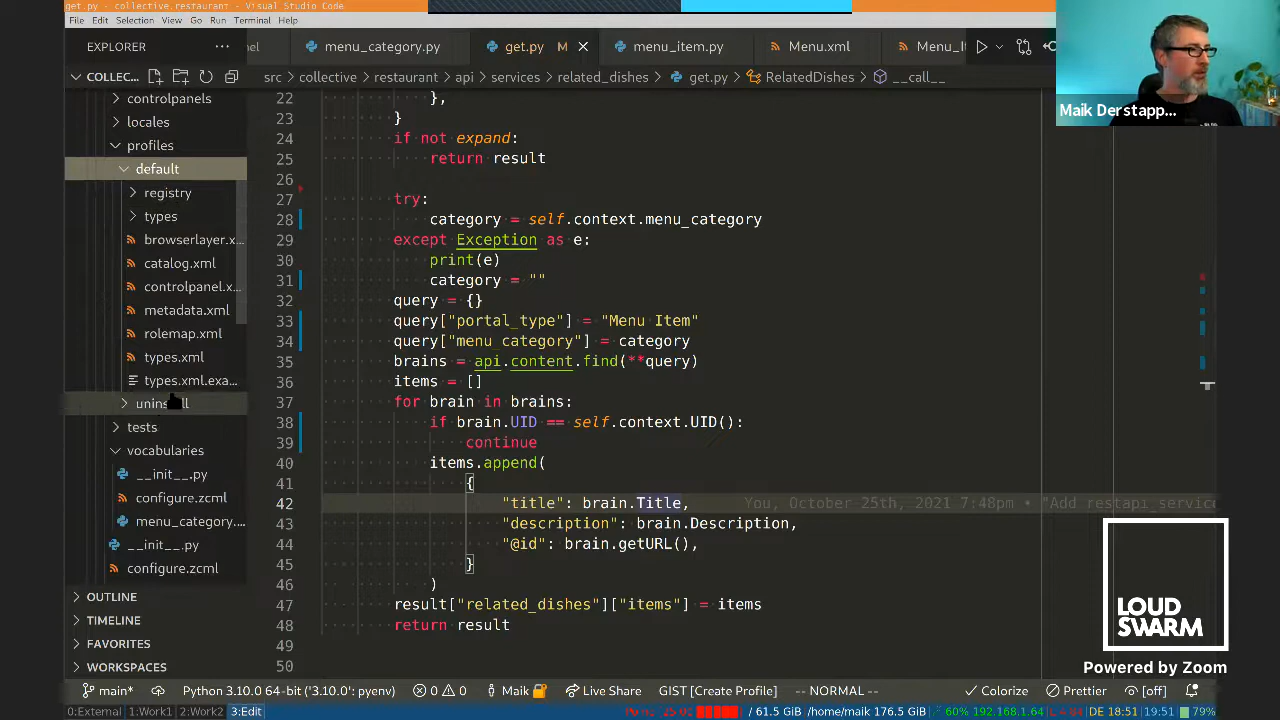 get.py - collective.restaurant - Visual Studio Code
File Edit Selection View Go Run Terminal Help
EXPLORER
menu_category.py
get.py M
menu_item.py
Menu.xml
COLLEC...
src > collective > restaurant > api > services > related_dishes > get.py > RelatedDishes > __call__
controlpanels
locales
profiles
default
registry
types
browserlayer.x...
catalog.xml
controlpanel.x...
metadata.xml
rolemap.xml
types.xml
types.xml.exa...
tests
vocabularies
__init__.py
configure.zcml
menu_category....
__init__.py
configure.zcml
OUTLINE
TIMELINE
FAVORITES
WORKSPACES
22 },
23 }
24 if not expand:
25 return result
26
27 try:
28 category = self.context.menu_category
29 except Exception as e:
30 print(e)
31 category = ""
32 query = {}
33 query["portal_type"] = "Menu Item"
34 query["menu_category"] = category
35 brains = api.content.find(**query)
36 items = []
37 for brain in brains:
38 if brain.UID == self.context.UID():
39 continue
40 items.append(
41 {
42 "title": brain.Title, You, October 25th, 2021 7:48pm • "Add restapi_service
43 "description": brain.Description,
44 "@id": brain.getURL(),
45 }
46 )
47 result["related_dishes"]["items"] = items
48 return result
49
50
Maik Derstapp...
LOUD
SWARM
Powered by Zoom
main* Python 3.10.0 64-bit ('3.10.0': pyenv) 0 0 Maik Live Share GIST [Create Profile] -- NORMAL -- Colorize Prettier [off]
0:External 1:Work1 2:Work2 3:Edit / 61.5 GiB /home/maik 176.5 GiB 60% 192.168.1.64 DE 18:51 19:51 79%